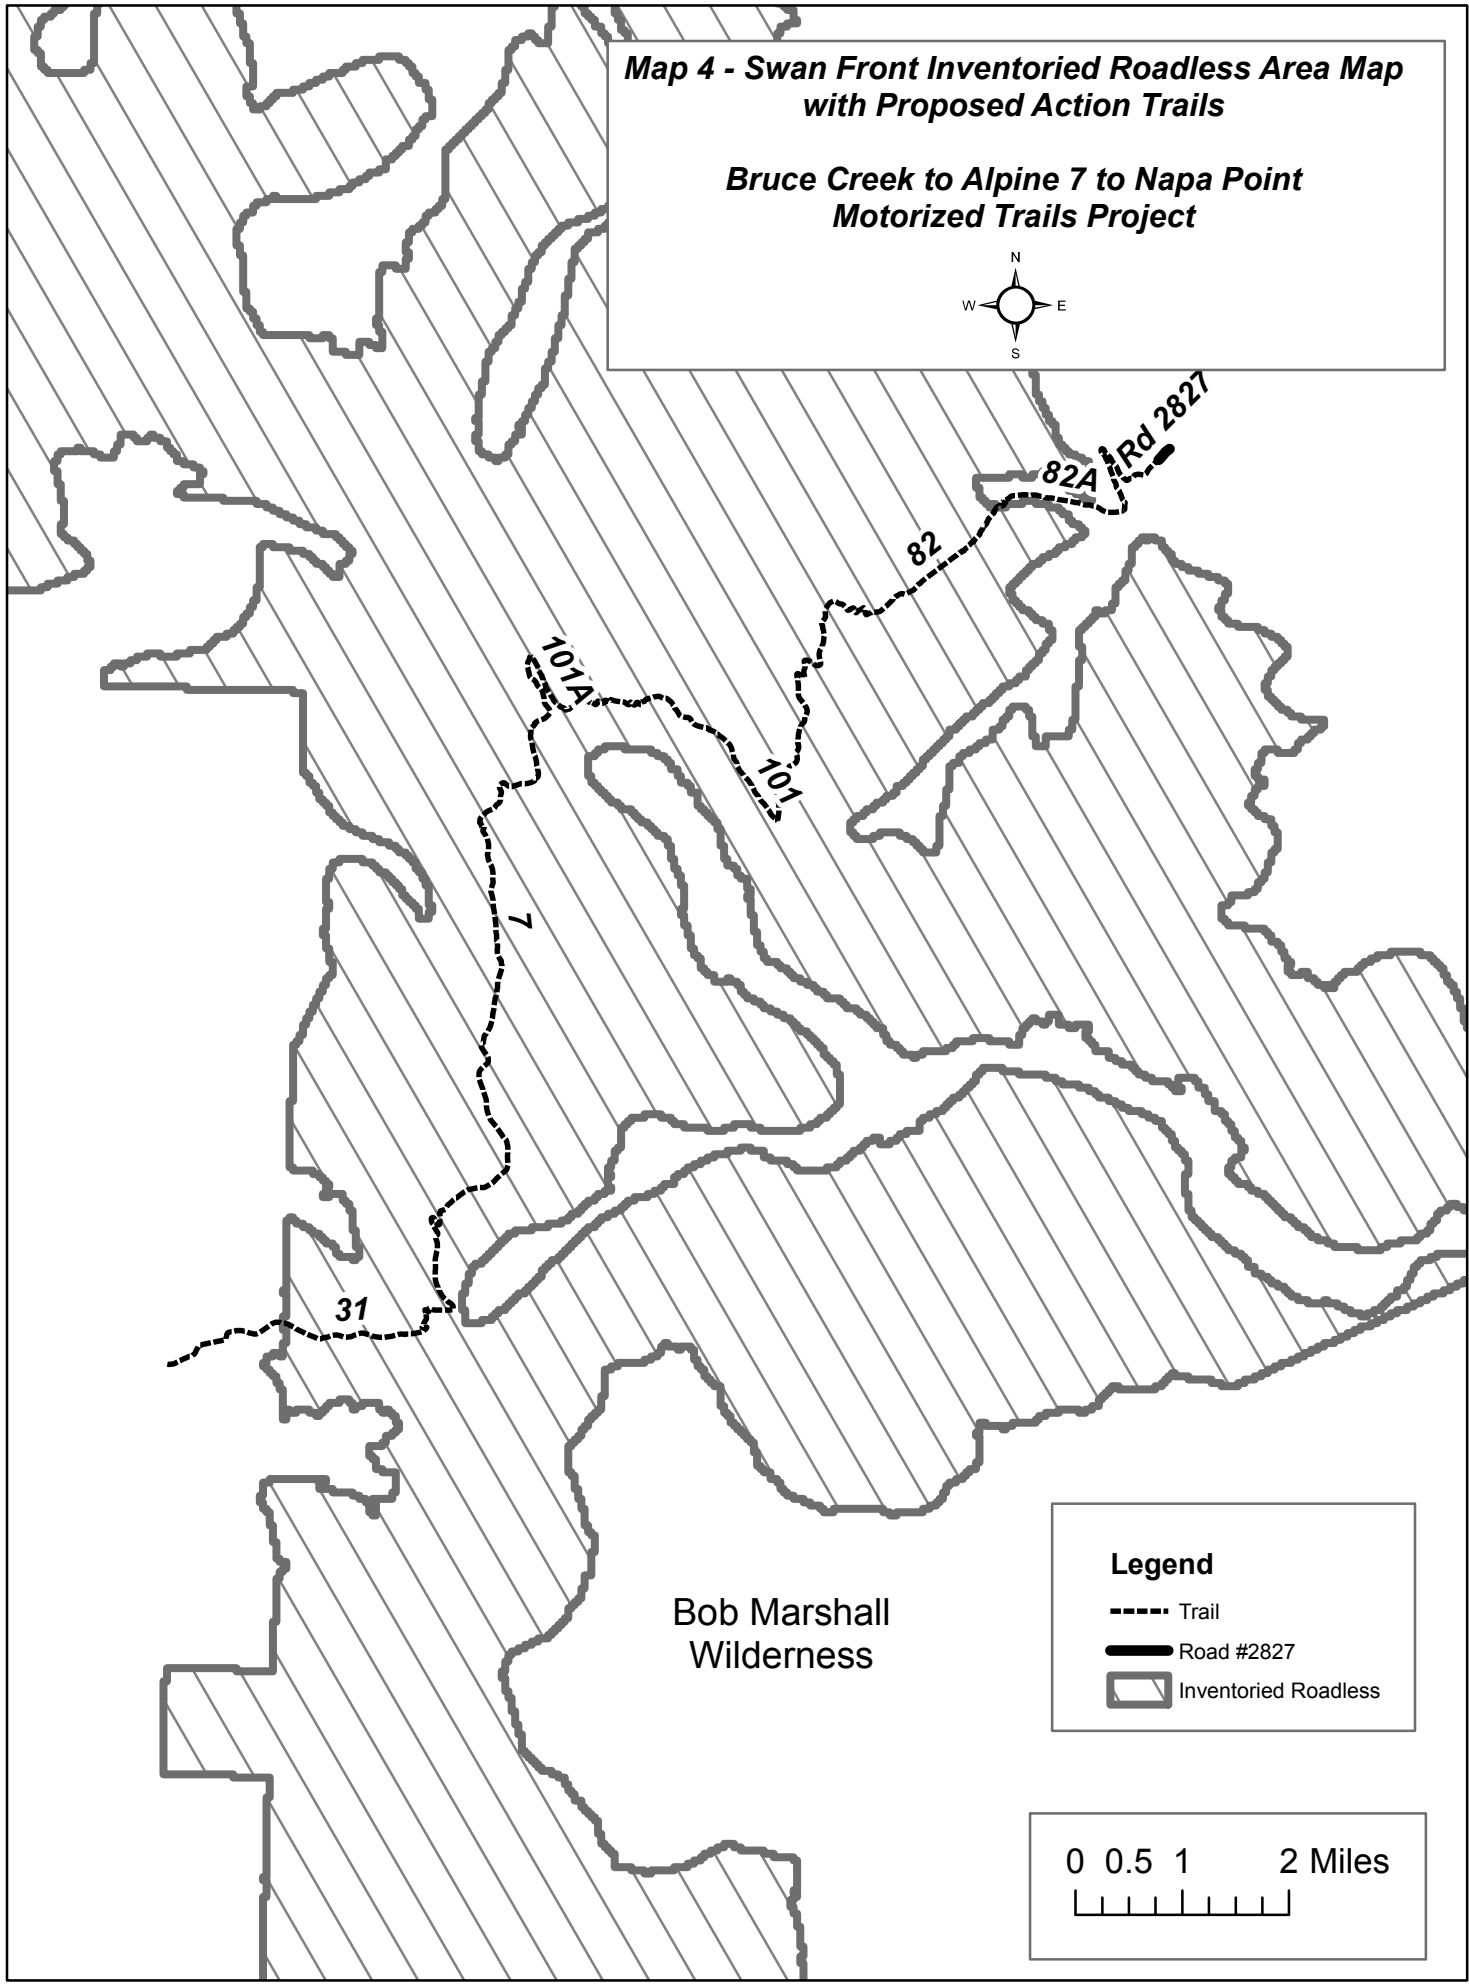 Map 4 - Swan Front Inventoried Roadless Area Map
with Proposed Action Trails
Bruce Creek to Alpine 7 to Napa Point
Motorized Trails Project
N
W E
S
Rd 2827
82A
82
101A
101
7
31
Bob Marshall
Wilderness
Legend
Trail
Road #2827
Inventoried Roadless
0 0.5 1 2 Miles